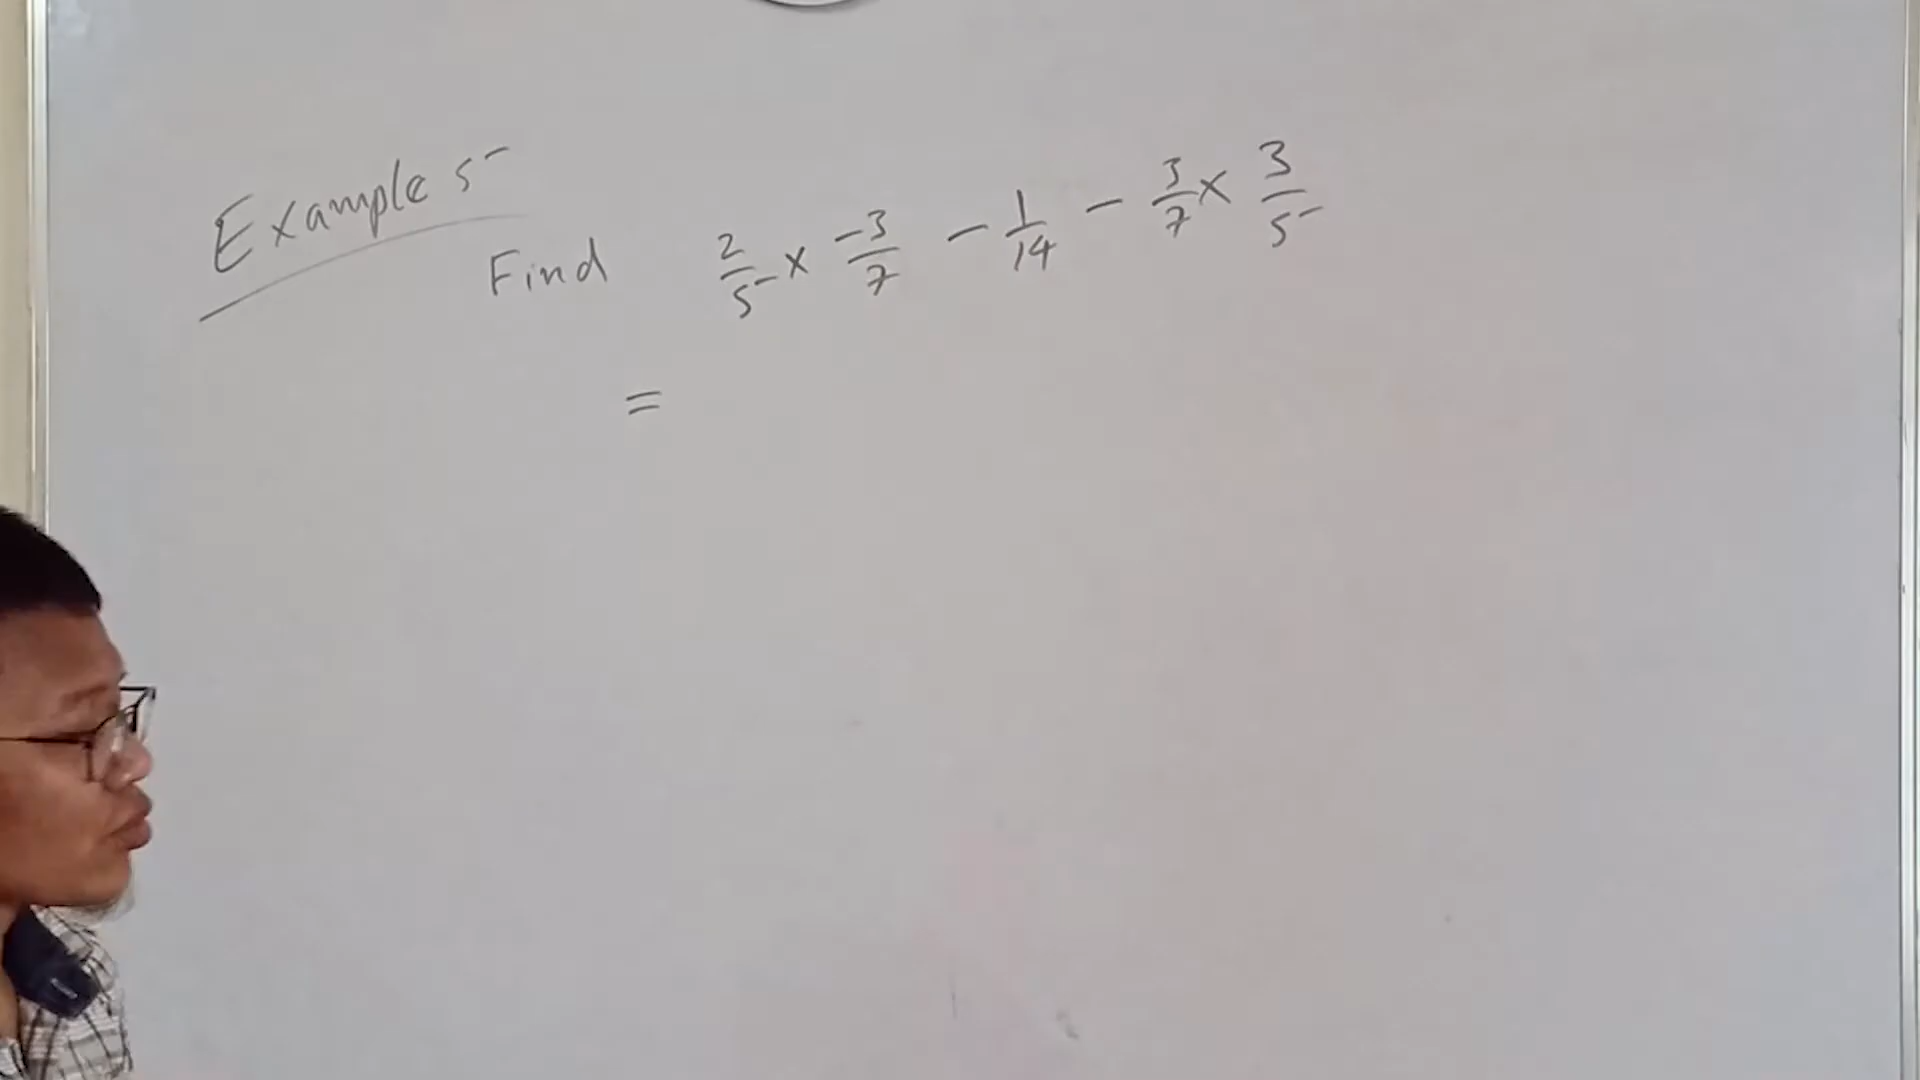 Example 5
Find 2/5 x -3/7 - 1/14 - 3/7 x 3/5
=